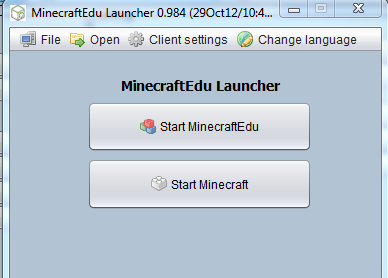 MinecraftEdu Launcher 0.984 (29Oct12/10:4...
File Open Client settings Change language
MinecraftEdu Launcher
Start MinecraftEdu
Start Minecraft